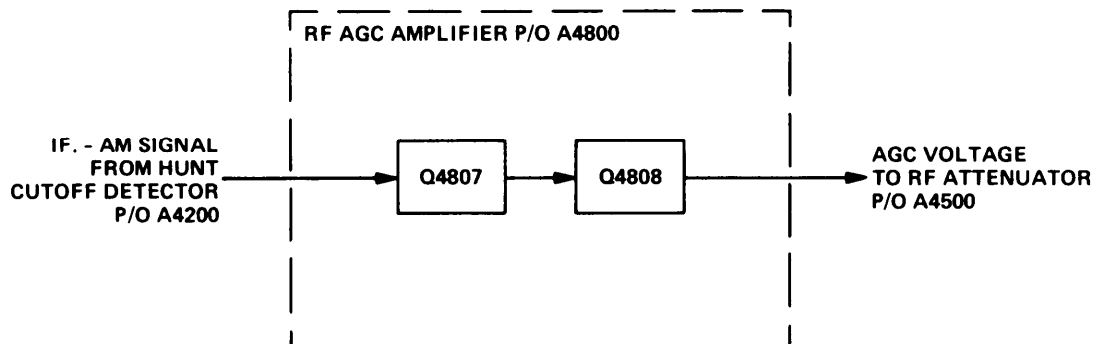 RF AGC AMPLIFIER P/O A4800
IF. - AM SIGNAL
FROM HUNT
CUTOFF DETECTOR
P/O A4200
Q4807
Q4808
AGC VOLTAGE
TO RF ATTENUATOR
P/O A4500